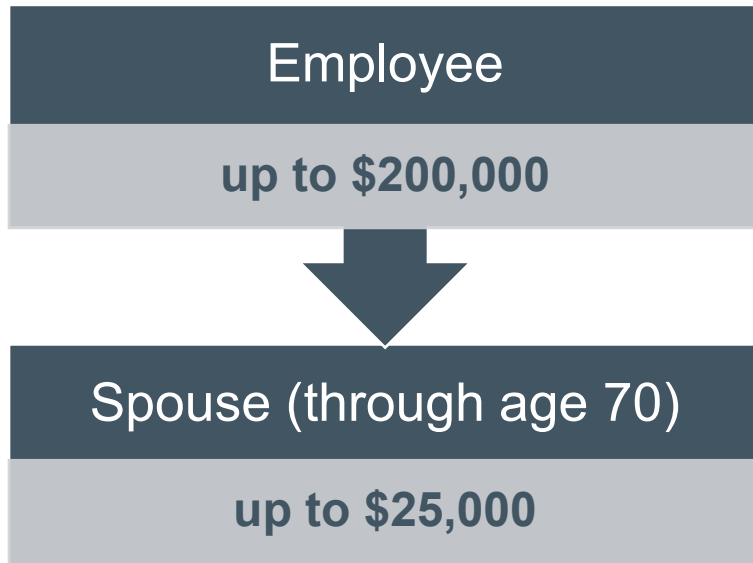 Employee
up to $200,000
Spouse (through age 70)
up to $25,000